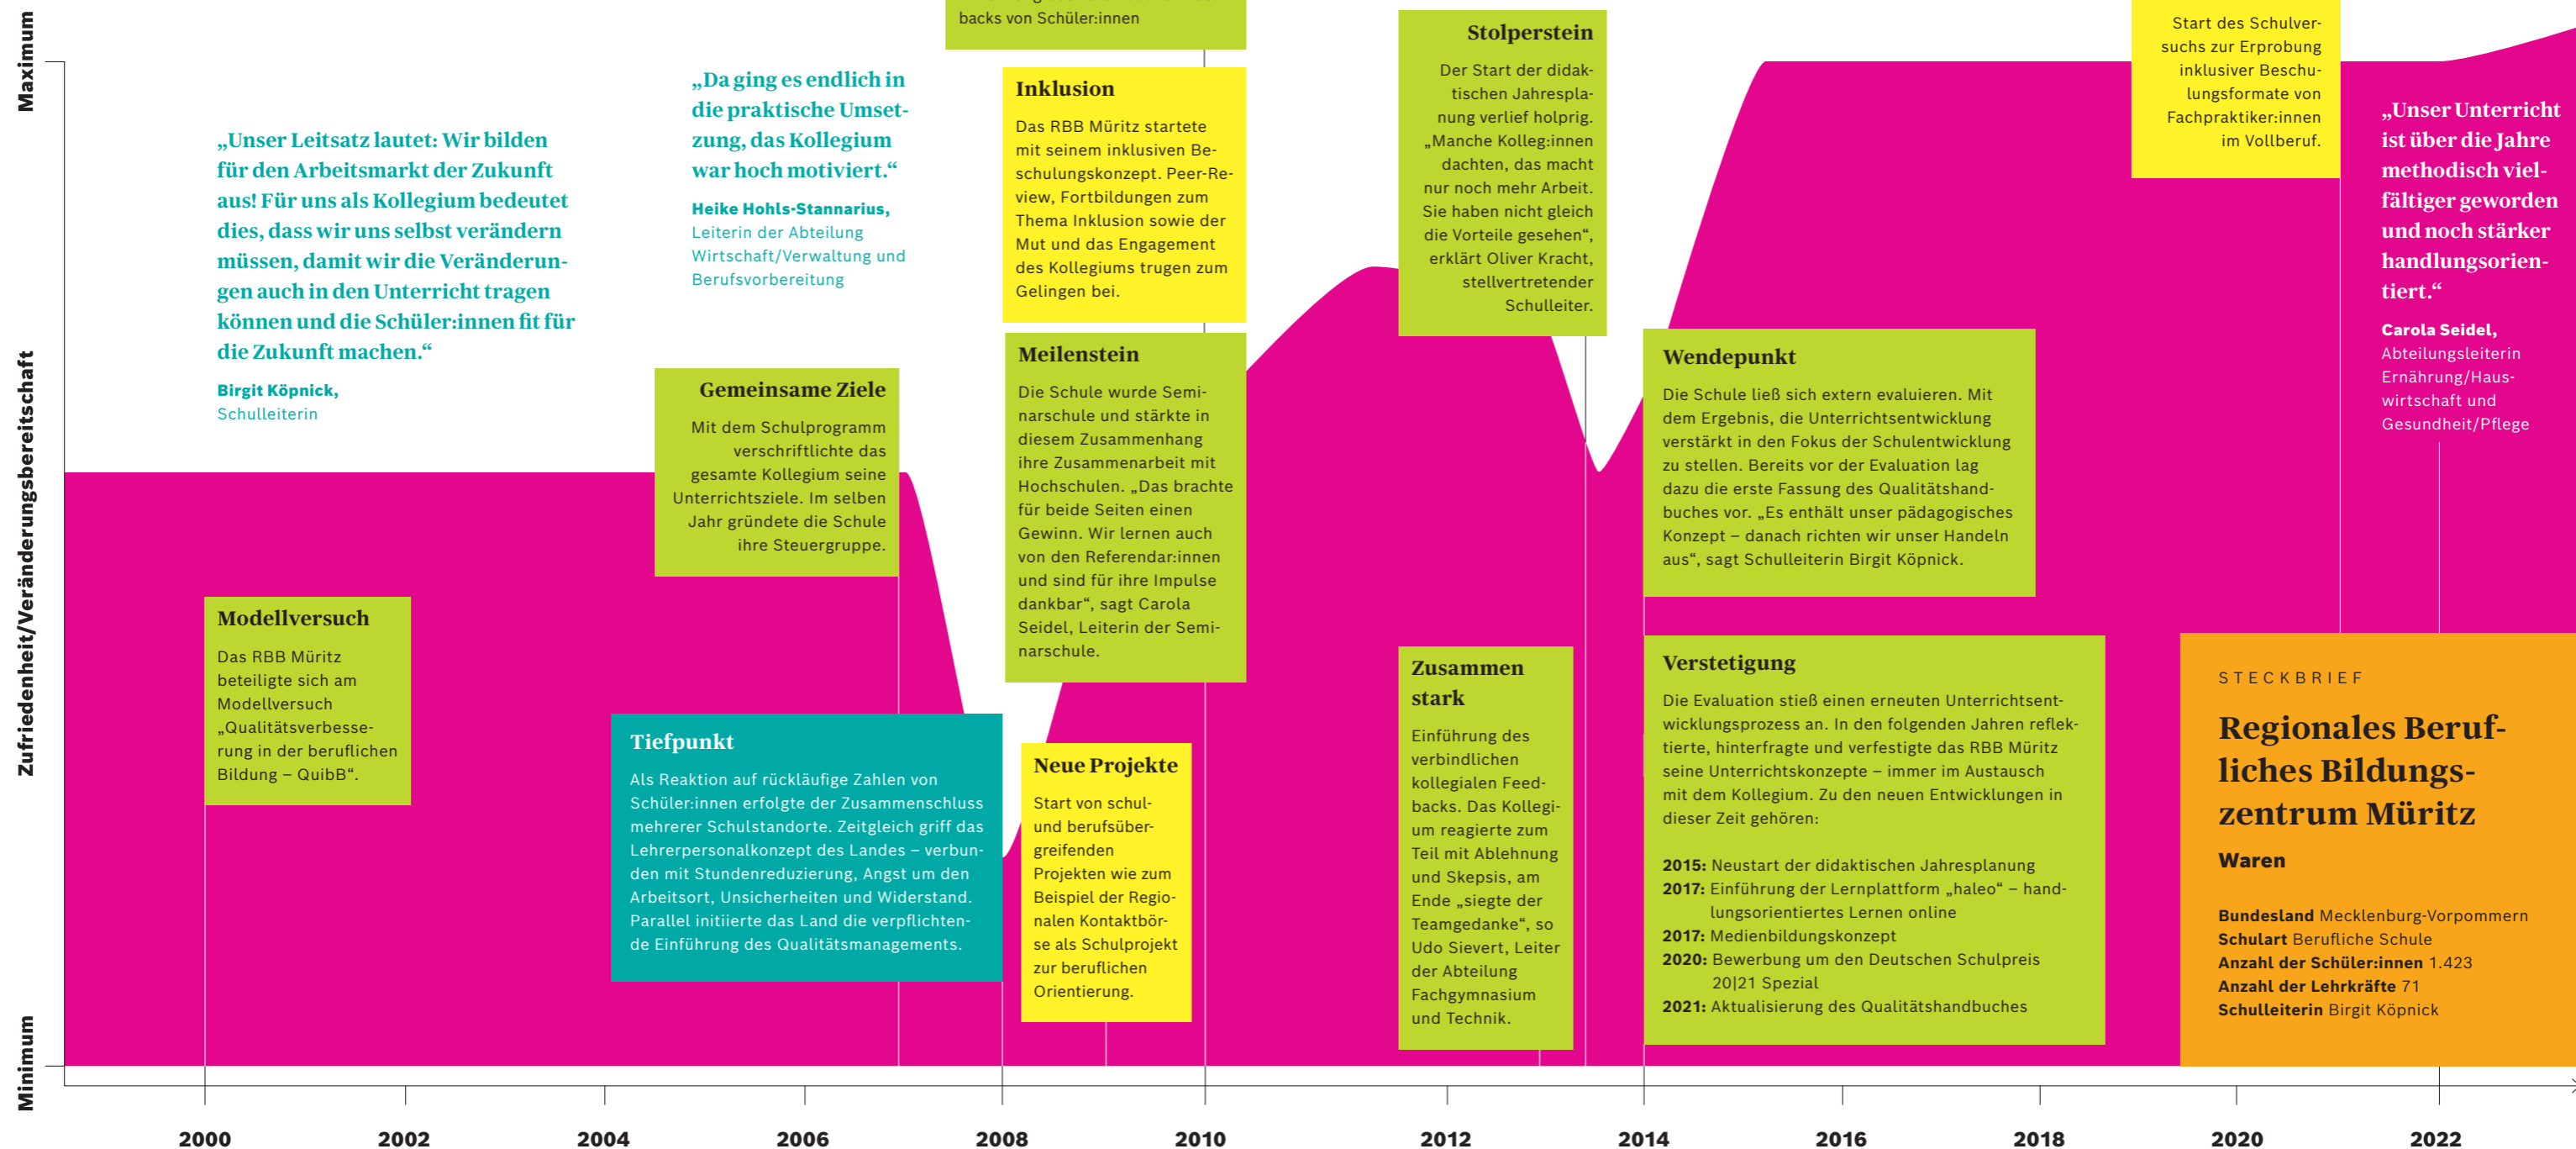 Maximum
Zufriedenheit/Veränderungsbereitschaft
Minimum
„Unser Leitsatz lautet: Wir bilden
für den Arbeitsmarkt der Zukunft
aus! Für uns als Kollegium bedeutet
dies, dass wir uns selbst verändern
müssen, damit wir die Veränderun-
gen auch in den Unterricht tragen
können und die Schüler:innen fit für
die Zukunft machen.“
Birgit Köpnick,
Schulleiterin
Modellversuch
Das RBB Müritz
beteiligte sich am
Modellversuch
„Qualitätsverbesse-
rung in der beruflichen
Bildung – QuibB“.
„Da ging es endlich in
die praktische Umset-
zung, das Kollegium
war hoch motiviert.“
Heike Hohls-Stannarius,
Leiterin der Abteilung
Wirtschaft/Verwaltung und
Berufsvorbereitung
Gemeinsame Ziele
Mit dem Schulprogramm
verschriftlichte das
gesamte Kollegium seine
Unterrichtsziele. Im selben
Jahr gründete die Schule
ihre Steuergruppe.
Tiefpunkt
Als Reaktion auf rückläufige Zahlen von
Schüler:innen erfolgte der Zusammenschluss
mehrerer Schulstandorte. Zeitgleich griff das
Lehrerpersonalkonzept des Landes – verbun-
den mit Stundenreduzierung, Angst um den
Arbeitsort, Unsicherheiten und Widerstand.
Parallel initiierte das Land die verpflichten-
de Einführung des Qualitätsmanagements.
backs von Schüler:innen
Inklusion
Das RBB Müritz startete
mit seinem inklusiven Be-
schulungskonzept. Peer-Re-
view, Fortbildungen zum
Thema Inklusion sowie der
Mut und das Engagement
des Kollegiums trugen zum
Gelingen bei.
Meilenstein
Die Schule wurde Semi-
narschule und stärkte in
diesem Zusammenhang
ihre Zusammenarbeit mit
Hochschulen. „Das brachte
für beide Seiten einen
Gewinn. Wir lernen auch
von den Referendar:innen
und sind für ihre Impulse
dankbar“, sagt Carola
Seidel, Leiterin der Semi-
narschule.
Neue Projekte
Start von schul-
und berufsüber-
greifenden
Projekten wie zum
Beispiel der Regio-
nalen Kontaktbör-
se als Schulprojekt
zur beruflichen
Orientierung.
Stolperstein
Der Start der didak-
tischen Jahrespla-
nung verlief holprig.
„Manche Kolleg:innen
dachten, das macht
nur noch mehr Arbeit.
Sie haben nicht gleich
die Vorteile gesehen“,
erklärt Oliver Kracht,
stellvertretender
Schulleiter.
Zusammen
stark
Einführung des
verbindlichen
kollegialen Feed-
backs. Das Kollegi-
um reagierte zum
Teil mit Ablehnung
und Skepsis, am
Ende „siegte der
Teamgedanke“, so
Udo Sievert, Leiter
der Abteilung
Fachgymnasium
und Technik.
Wendepunkt
Die Schule ließ sich extern evaluieren. Mit
dem Ergebnis, die Unterrichtsentwicklung
verstärkt in den Fokus der Schulentwicklung
zu stellen. Bereits vor der Evaluation lag
dazu die erste Fassung des Qualitätshand-
buches vor. „Es enthält unser pädagogisches
Konzept – danach richten wir unser Handeln
aus“, sagt Schulleiterin Birgit Köpnick.
Verstetigung
Die Evaluation stieß einen erneuten Unterrichtsent-
wicklungsprozess an. In den folgenden Jahren reflek-
tierte, hinterfragte und verfestigte das RBB Müritz
seine Unterrichtskonzepte – immer im Austausch
mit dem Kollegium. Zu den neuen Entwicklungen in
dieser Zeit gehören:
2015: Neustart der didaktischen Jahresplanung
2017: Einführung der Lernplattform „haleo“ – hand-
lungsorientiertes Lernen online
2017: Medienbildungskonzept
2020: Bewerbung um den Deutschen Schulpreis
20|21 Spezial
2021: Aktualisierung des Qualitätshandbuches
Start des Schulver-
suchs zur Erprobung
inklusiver Beschu-
lungsformate von
Fachpraktiker:innen
im Vollberuf.
„Unser Unterricht
ist über die Jahre
methodisch viel-
fältiger geworden
und noch stärker
handlungsorien-
tiert.“
Carola Seidel,
Abteilungsleiterin
Ernährung/Haus-
wirtschaft und
Gesundheit/Pflege
STECKBRIEF
Regionales Beruf-
liches Bildungs-
zentrum Müritz
Waren
Bundesland Mecklenburg-Vorpommern
Schulart Berufliche Schule
Anzahl der Schüler:innen 1.423
Anzahl der Lehrkräfte 71
Schulleiterin Birgit Köpnick
2000 2002 2004 2006 2008 2010 2012 2014 2016 2018 2020 2022